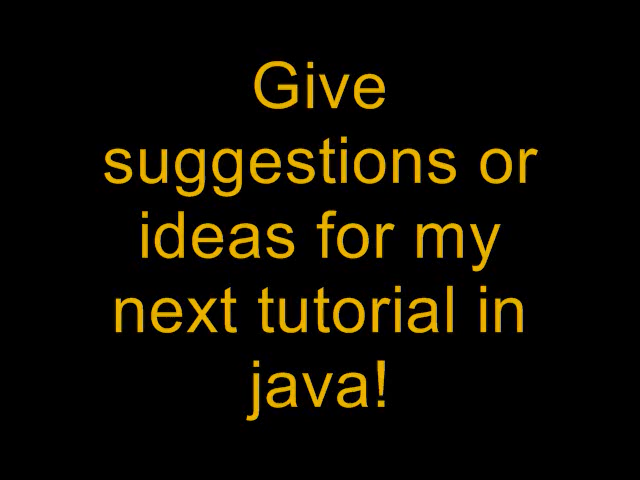 Give
suggestions or
ideas for my
next tutorial in
java!